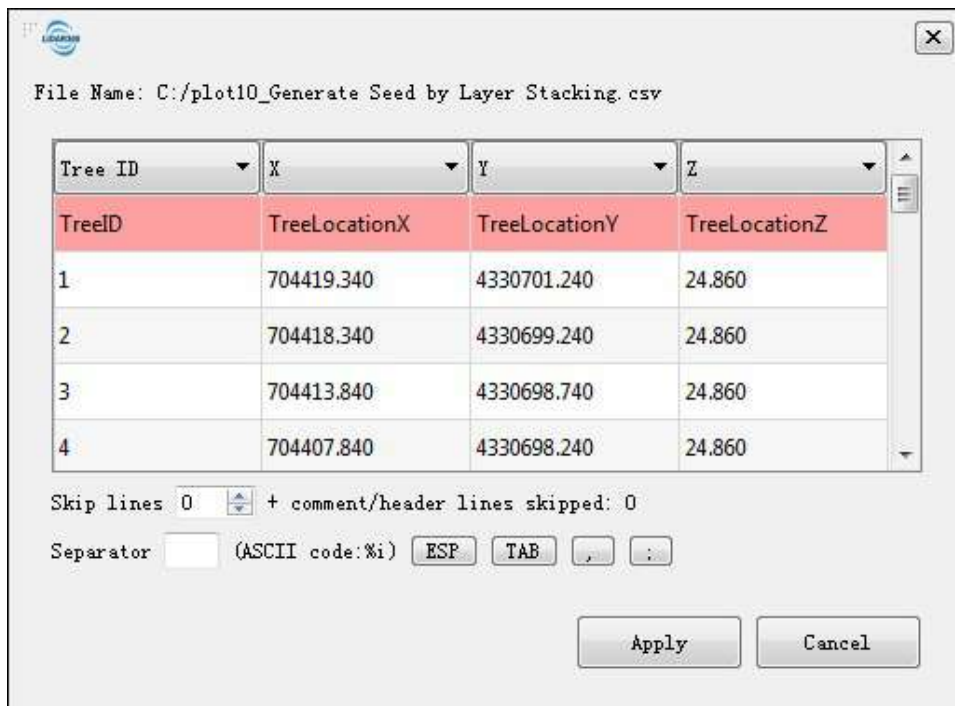 LiDAR360
File Name: C:/plot10_Generate Seed by Layer Stacking.csv
Tree ID X Y Z
TreeID TreeLocationX TreeLocationY TreeLocationZ
1 704419.340 4330701.240 24.860
2 704418.340 4330699.240 24.860
3 704413.840 4330698.740 24.860
4 704407.840 4330698.240 24.860
Skip lines 0 + comment/header lines skipped: 0
Separator (ASCII code:%i) ESP TAB , ;
Apply Cancel